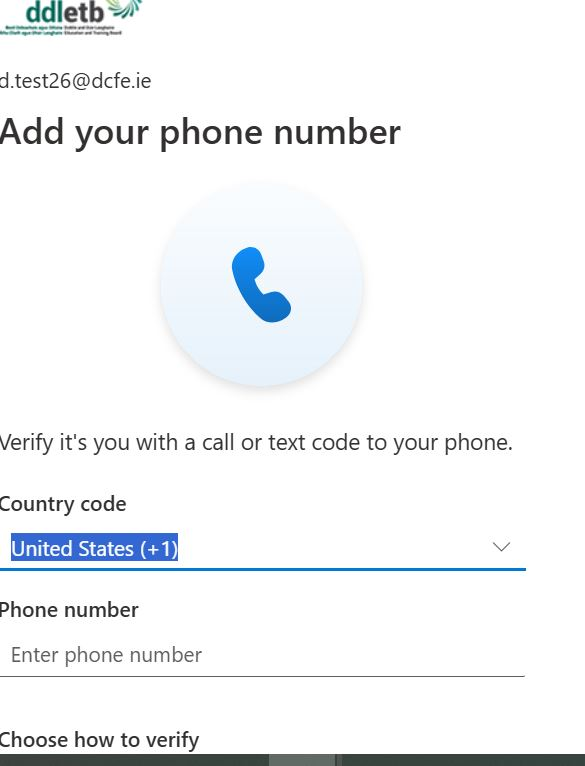 ddletb
d.test26@dcfe.ie
Add your phone number
Verify it's you with a call or text code to your phone.
Country code
United States (+1)
Phone number
Enter phone number
Choose how to verify